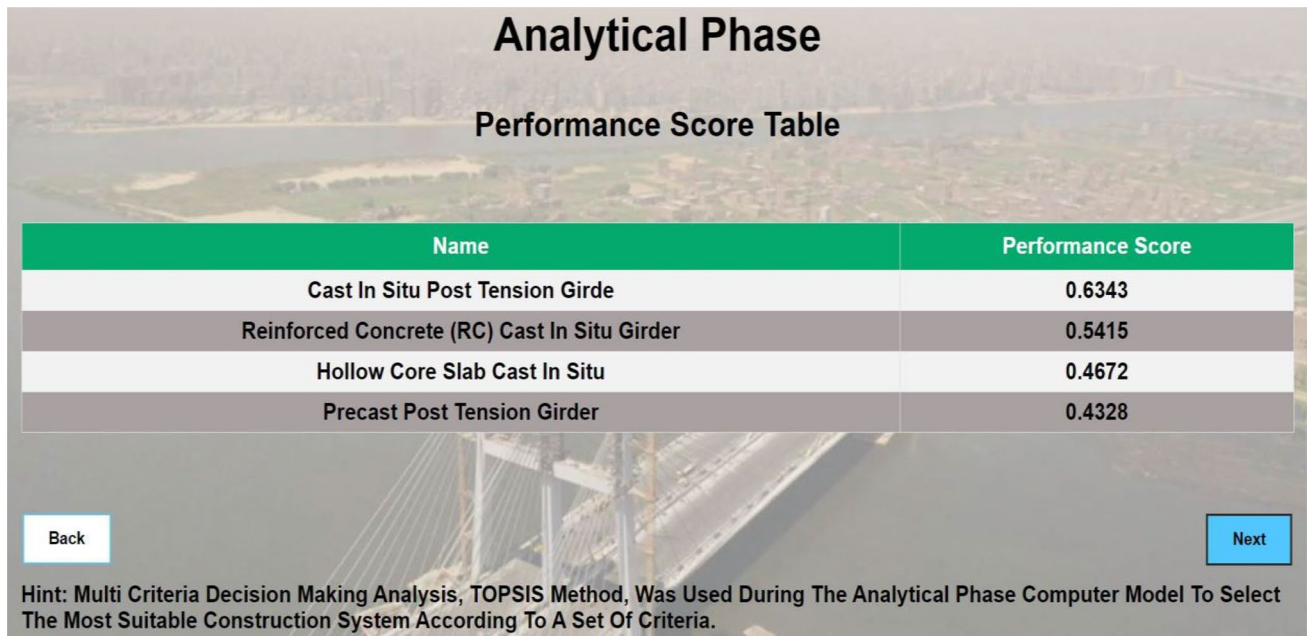 Analytical Phase
Performance Score Table
Name Performance Score
Cast In Situ Post Tension Girde 0.6343
Reinforced Concrete (RC) Cast In Situ Girder 0.5415
Hollow Core Slab Cast In Situ 0.4672
Precast Post Tension Girder 0.4328
Back Next
Hint: Multi Criteria Decision Making Analysis, TOPSIS Method, Was Used During The Analytical Phase Computer Model To Select
The Most Suitable Construction System According To A Set Of Criteria.